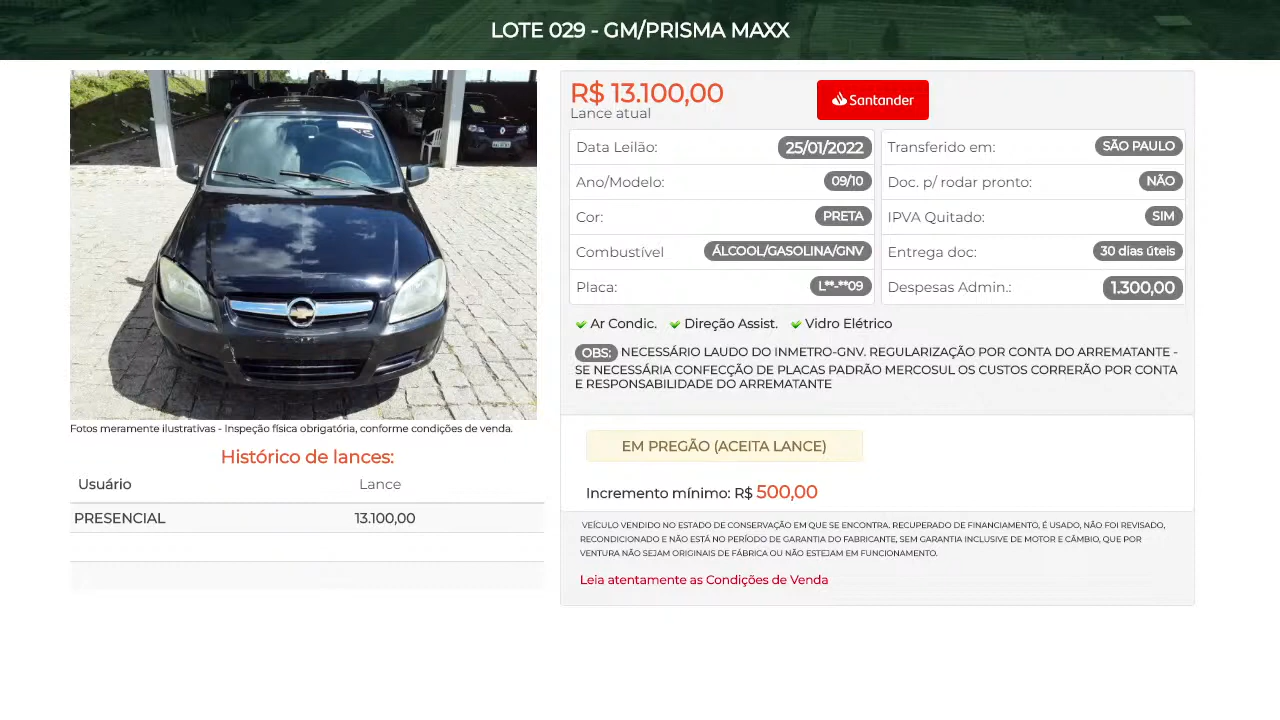 LOTE 029 - GM/PRISMA MAXX
R$ 13.100,00
Lance atual
Santander
Data Leilão: 25/01/2022
Ano/Modelo: 09/10
Cor: PRETA
Combustível ÁLCOOL/GASOLINA/GNV
Placa: L**-**09
Transferido em: SÃO PAULO
Doc. p/ rodar pronto: NÃO
IPVA Quitado: SIM
Entrega doc: 30 dias úteis
Despesas Admin.: 1.300,00
Ar Condic. Direção Assist. Vidro Elétrico
OBS: NECESSÁRIO LAUDO DO INMETRO-GNV. REGULARIZAÇÃO POR CONTA DO ARREMATANTE -
SE NECESSÁRIA CONFECÇÃO DE PLACAS PADRÃO MERCOSUL OS CUSTOS CORRERÃO POR CONTA
E RESPONSABILIDADE DO ARREMATANTE
Fotos meramente ilustrativas - Inspeção física obrigatória, conforme condições de venda.
Histórico de lances:
Usuário Lance
PRESENCIAL 13.100,00
EM PREGÃO (ACEITA LANCE)
Incremento mínimo: R$ 500,00
VEÍCULO VENDIDO NO ESTADO DE CONSERVAÇÃO EM QUE SE ENCONTRA. RECUPERADO DE FINANCIAMENTO, É USADO, NÃO FOI REVISADO,
RECONDICIONADO E NÃO ESTÁ NO PERÍODO DE GARANTIA DO FABRICANTE, SEM GARANTIA INCLUSIVE DE MOTOR E CÂMBIO, QUE POR
VENTURA NÃO SEJAM ORIGINAIS DE FÁBRICA OU NÃO ESTEJAM EM FUNCIONAMENTO.
Leia atentamente as Condições de Venda